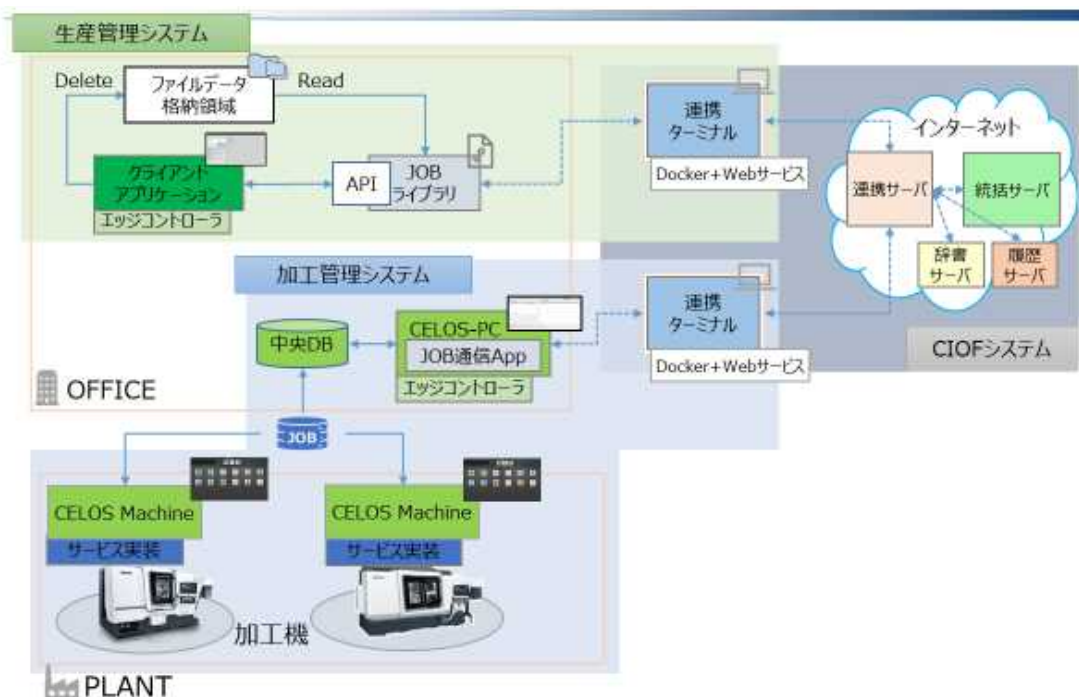 生産管理システム
Delete
ファイルデータ
格納領域
Read
クライアント
アプリケーション
エッジコントローラ
API
JOB
ライブラリ
連携
ターミナル
Docker+Webサービス
インターネット
連携サーバ
統括サーバ
辞書
サーバ
履歴
サーバ
加工管理システム
中央DB
CELOS-PC
JOB通信App
エッジコントローラ
連携
ターミナル
Docker+Webサービス
CIOFシステム
OFFICE
JOB
CELOS Machine
サービス実装
CELOS Machine
サービス実装
加工機
PLANT